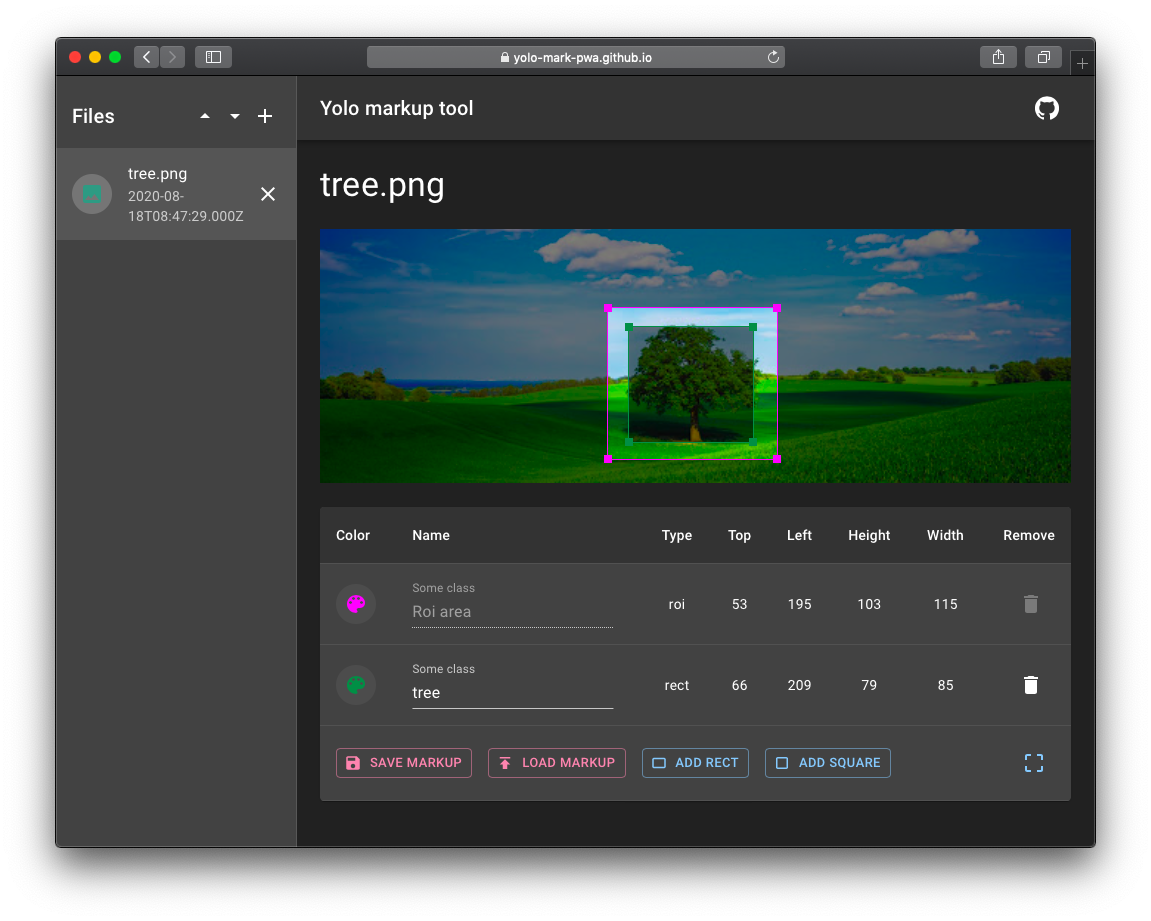 yolo-mark-pwa.github.io
Files
Yolo markup tool
tree.png
2020-08-
18T08:47:29.000Z
tree.png
Color Name Type Top Left Height Width Remove
Some class
Roi area roi 53 195 103 115
Some class
tree rect 66 209 79 85
SAVE MARKUP LOAD MARKUP ADD RECT ADD SQUARE